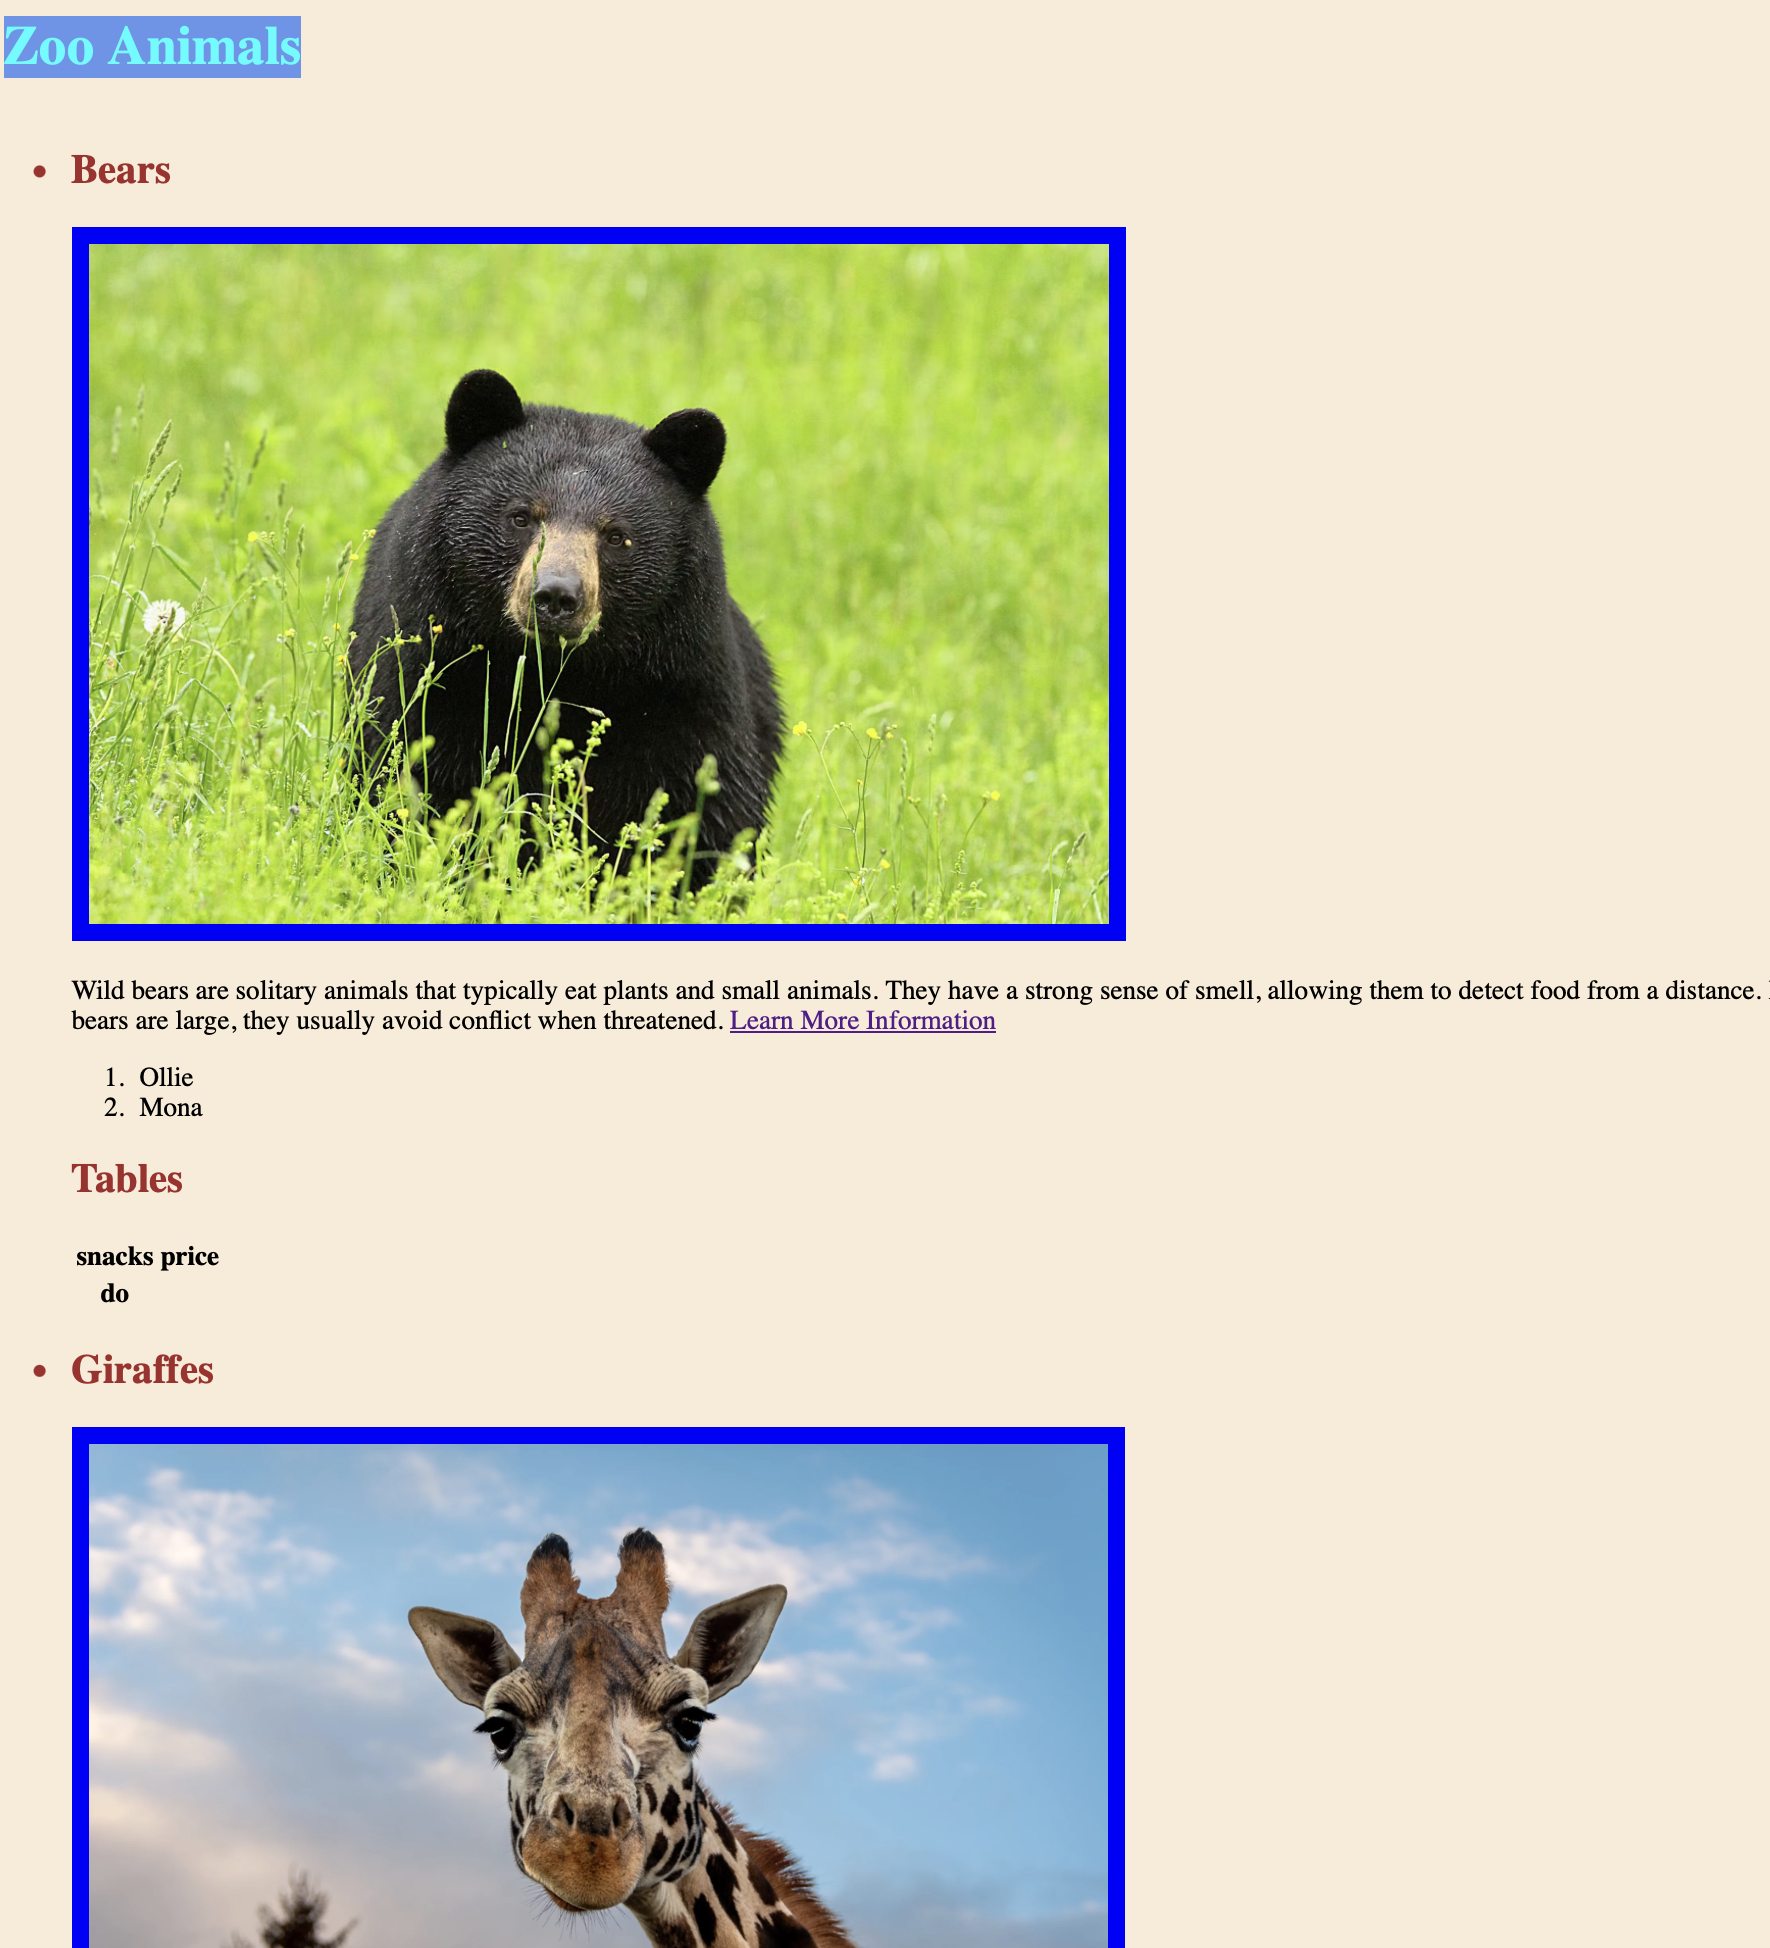 Zoo Animals
• Bears
Wild bears are solitary animals that typically eat plants and small animals. They have a strong sense of smell, allowing them to detect food from a distance.
bears are large, they usually avoid conflict when threatened. Learn More Information
1. Ollie
2. Mona
Tables
snacks price
do
• Giraffes